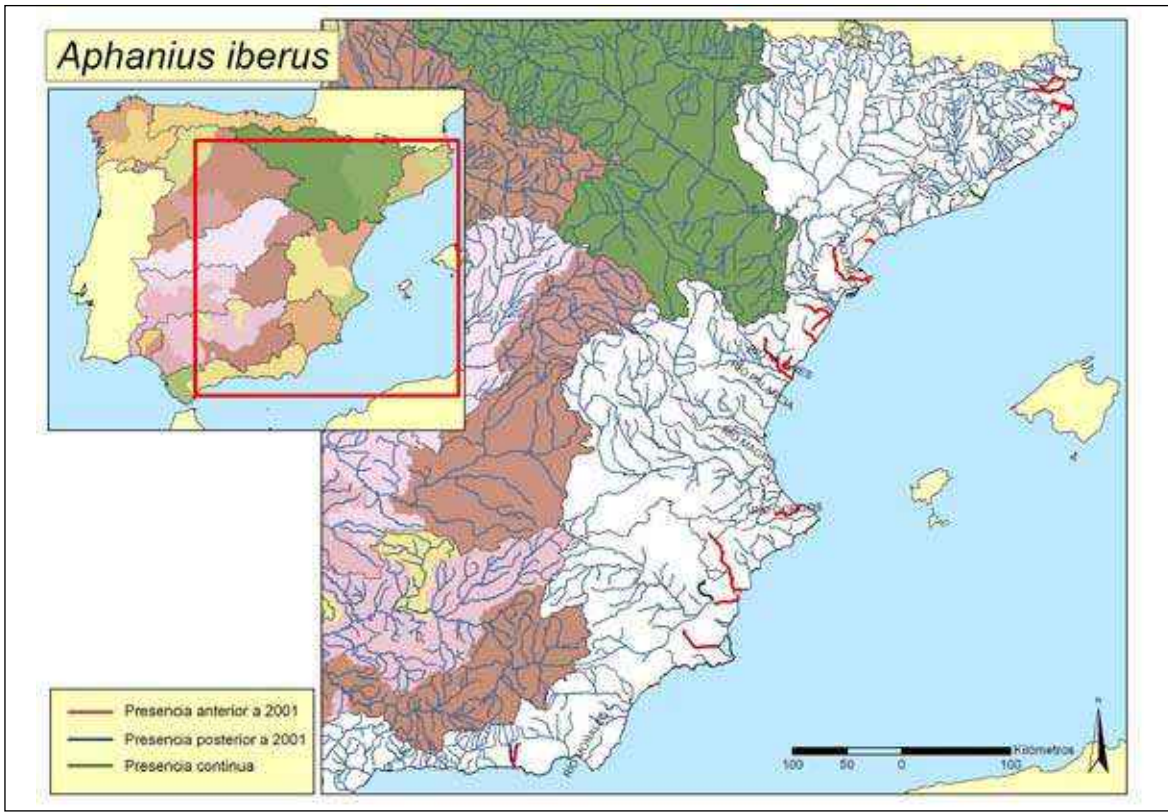 Aphanius iberus
Presencia anterior a 2001
Presencia posterior a 2001
Presencia continua
Kilómetros
100 50 0 100
N